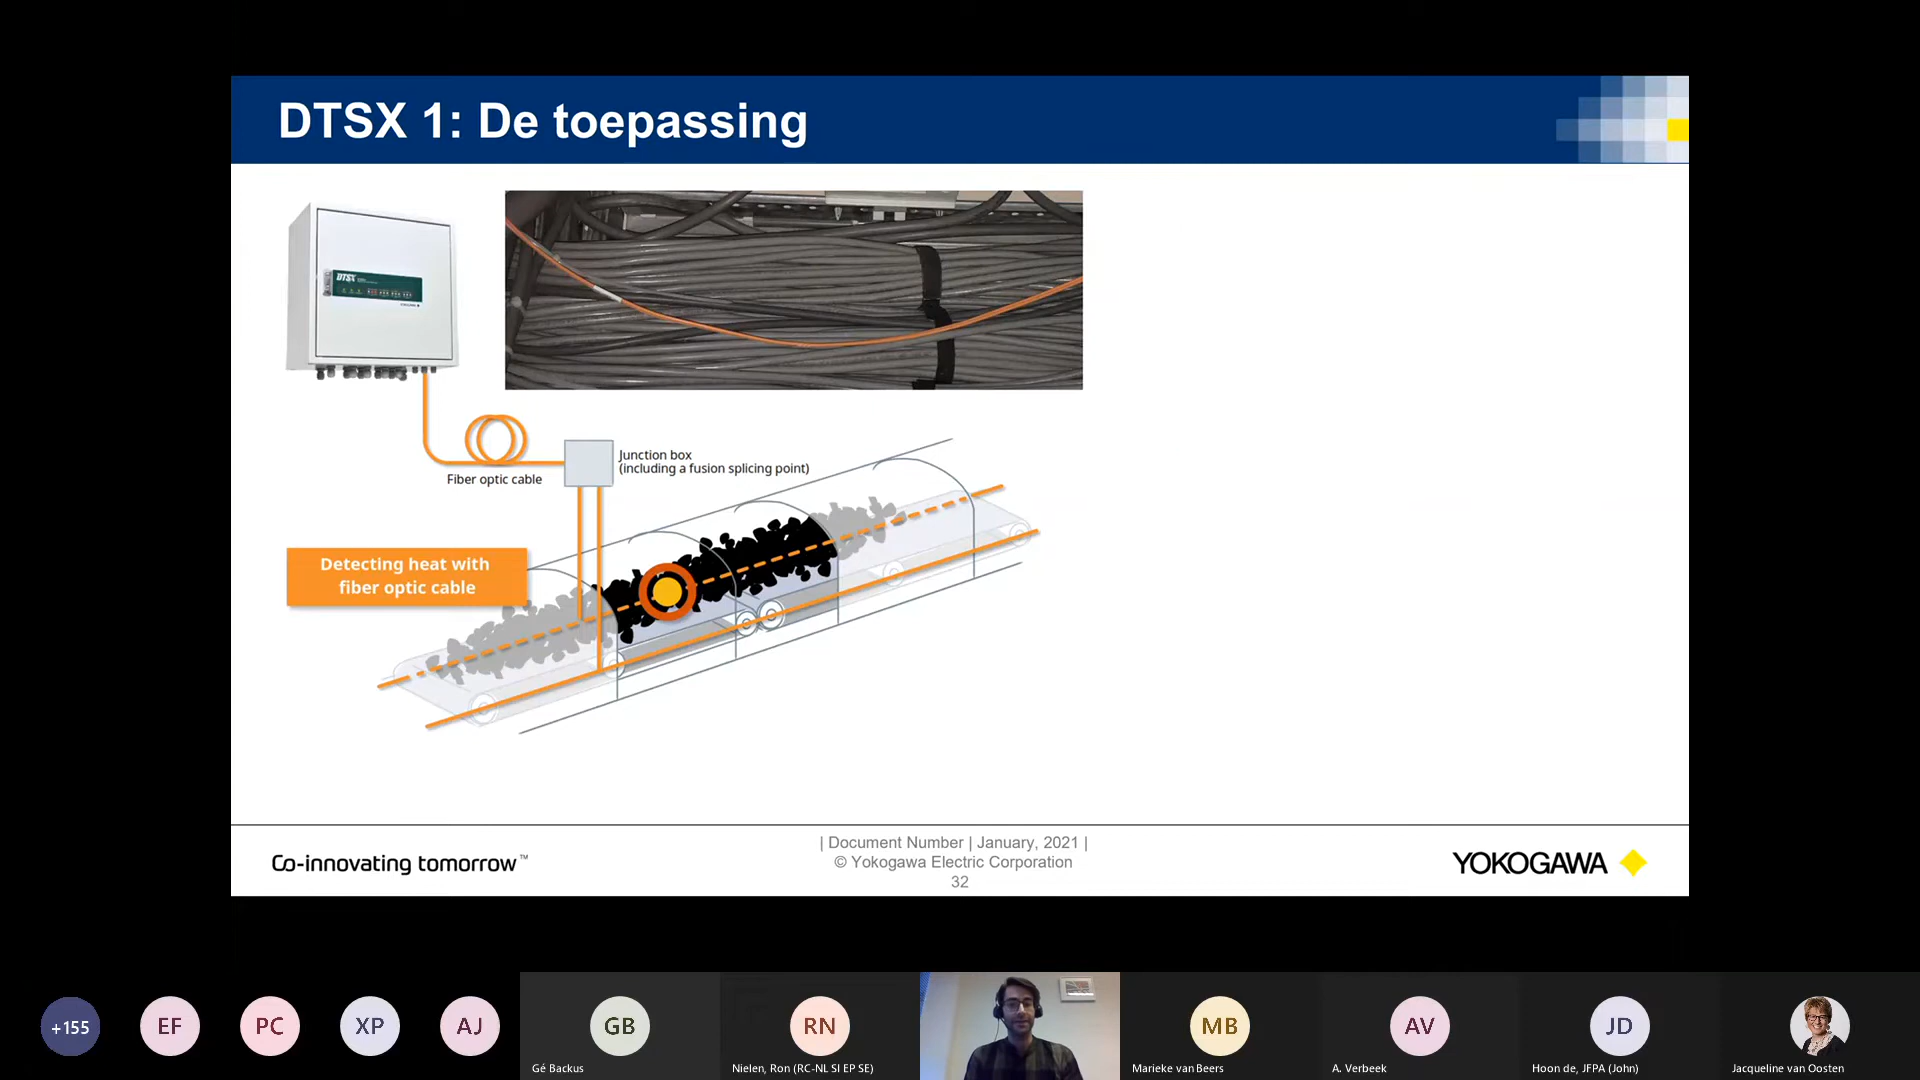 DTSX 1: De toepassing
DTSX
Fiber optic cable
Junction box
(including a fusion splicing point)
Detecting heat with
fiber optic cable
Co-innovating tomorrow™
| Document Number | January, 2021 |
© Yokogawa Electric Corporation
32
YOKOGAWA
+155
EF
PC
XP
AJ
GB
RN
MB
AV
JD
Gé Backus
Nielen, Ron (RC-NL SI EP SE)
Marieke van Beers
A. Verbeek
Hoon de, JFPA (John)
Jacqueline van Oosten